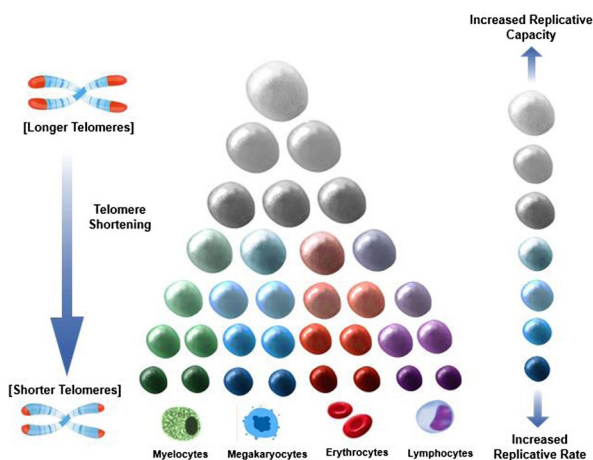 Increased Replicative
Capacity
[Longer Telomeres]
Telomere
Shortening
[Shorter Telomeres]
Myelocytes
Megakaryocytes
Erythrocytes
Lymphocytes
Increased
Replicative Rate